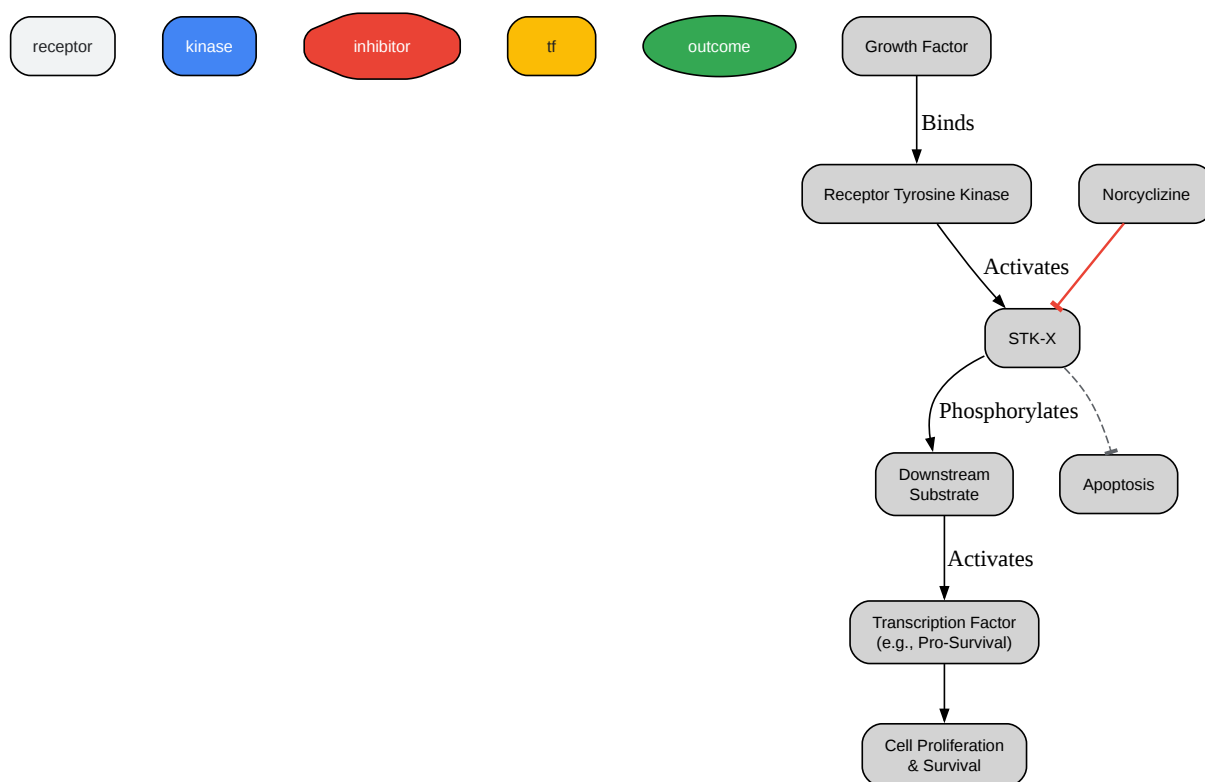 receptor
kinase
inhibitor
tf
outcome
Growth Factor
Binds
Receptor Tyrosine Kinase
Norcyclizine
Activates
STK-X
Phosphorylates
Downstream
Substrate
Apoptosis
Activates
Transcription Factor
(e.g., Pro-Survival)
Cell Proliferation
& Survival